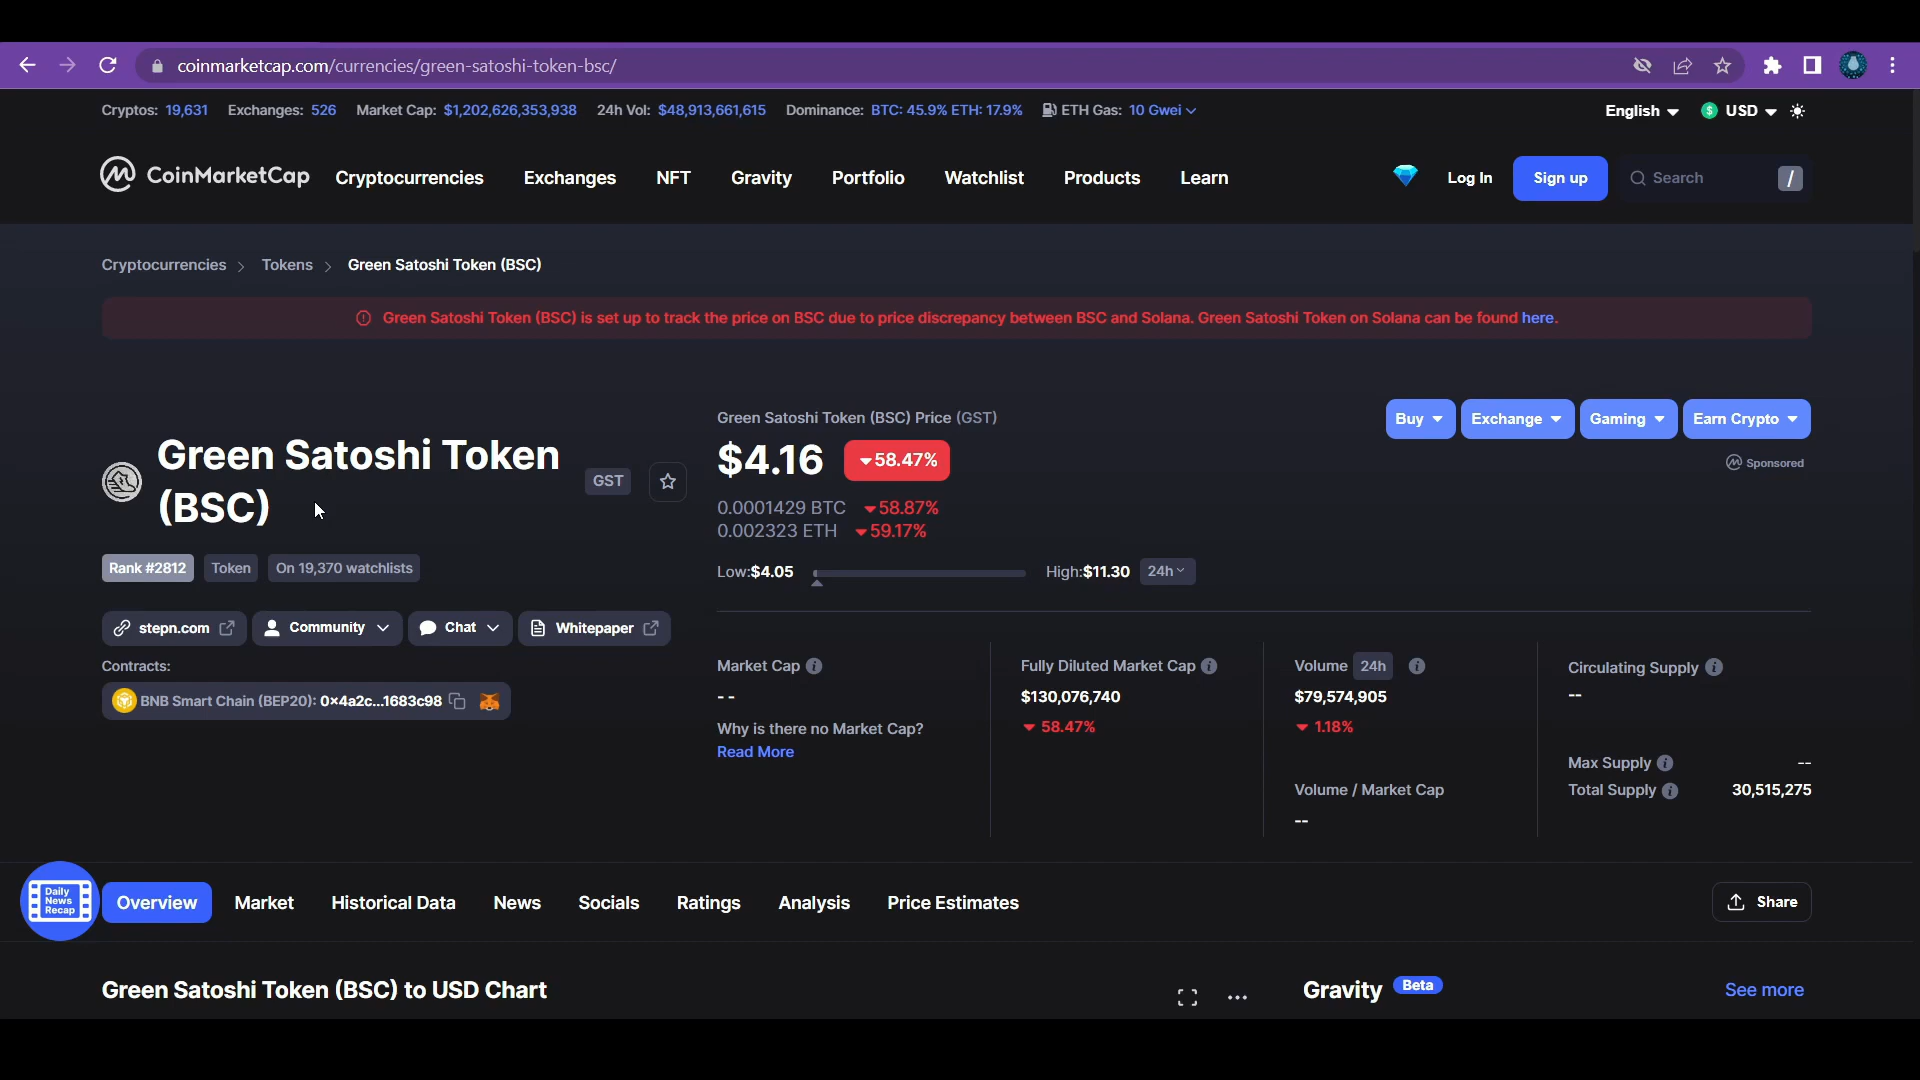 coinmarketcap.com/currencies/green-satoshi-token-bsc/
Cryptos: 19,631 Exchanges: 526 Market Cap: $1,202,626,353,938 24h Vol: $48,913,661,615 Dominance: BTC: 45.9% ETH: 17.9% ETH Gas: 10 Gwei
English $ USD
CoinMarketCap Cryptocurrencies Exchanges NFT Gravity Portfolio Watchlist Products Learn Log In Sign up Search /
Cryptocurrencies > Tokens > Green Satoshi Token (BSC)
Green Satoshi Token (BSC) is set up to track the price on BSC due to price discrepancy between BSC and Solana. Green Satoshi Token on Solana can be found here.
Green Satoshi Token
(BSC)
GST
Rank #2812 Token On 19,370 watchlists
stepn.com Community Chat Whitepaper
Contracts:
BNB Smart Chain (BEP20): 0x4a2c...1683c98
Green Satoshi Token (BSC) Price (GST)
$4.16 58.47%
0.0001429 BTC 58.87%
0.002323 ETH 59.17%
Low:$4.05 High:$11.30 24h
Buy Exchange Gaming Earn Crypto
Sponsored
Market Cap
--
Why is there no Market Cap?
Read More
Fully Diluted Market Cap
$130,076,740
58.47%
Volume 24h
$79,574,905
1.18%
Volume / Market Cap
--
Circulating Supply
--
Max Supply --
Total Supply 30,515,275
Daily
News
Recap
Overview Market Historical Data News Socials Ratings Analysis Price Estimates Share
Green Satoshi Token (BSC) to USD Chart
Gravity Beta See more